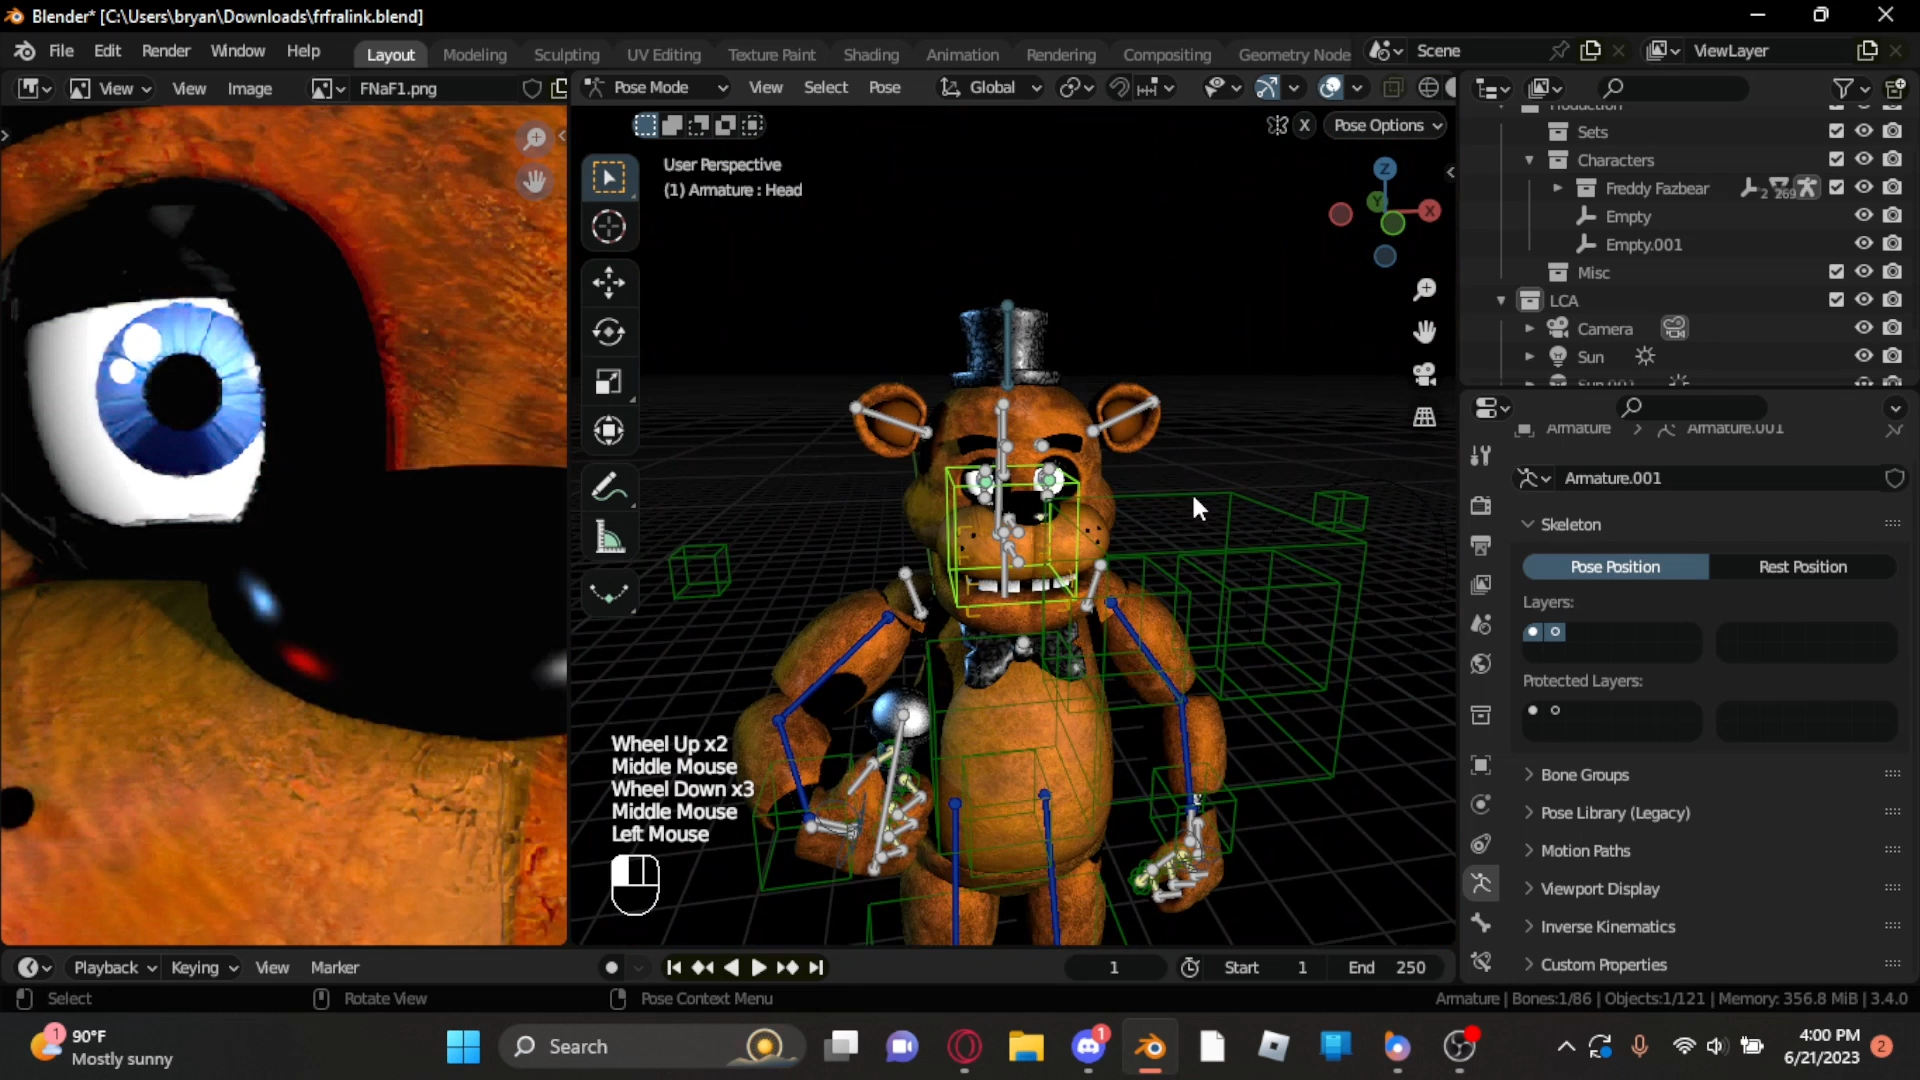 Blender* [C:\Users\bryan\Downloads\frfralink.blend]
File Edit Render Window Help Layout Modeling Sculpting UV Editing Texture Paint Shading Animation Rendering Compositing Geometry Node Scene ViewLayer
View View Image FNaF1.png Pose Mode View Select Pose Global
X Pose Options
User Perspective
(1) Armature : Head
Z
Y
X
Wheel Up x2
Middle Mouse
Wheel Down x3
Middle Mouse
Left Mouse
Sets
Characters
Freddy Fazbear 2 269
Empty
Empty.001
Misc
LCA
Camera
Sun
Armature > Armature.001
Armature.001
Skeleton
Pose Position Rest Position
Layers:
Protected Layers:
Bone Groups
Pose Library (Legacy)
Motion Paths
Viewport Display
Inverse Kinematics
Custom Properties
Playback Keying View Marker 1 Start 1 End 250
Select Rotate View Pose Context Menu Armature | Bones:1/86 | Objects:1/121 | Memory: 356.8 MiB | 3.4.0
1 90°F
Mostly sunny
Search
1
4:00 PM
6/21/2023
2